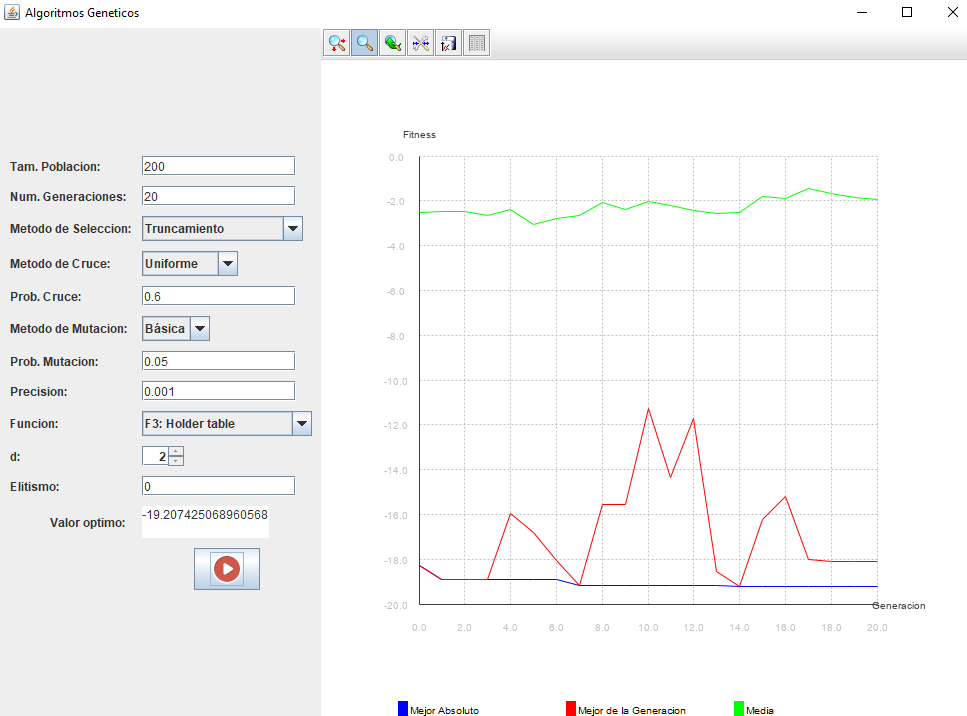 Algoritmos Geneticos
Tam. Poblacion: 200
Num. Generaciones: 20
Metodo de Seleccion: Truncamiento
Metodo de Cruce: Uniforme
Prob. Cruce: 0.6
Metodo de Mutacion: Básica
Prob. Mutacion: 0.05
Precision: 0.001
Funcion: F3: Holder table
d: 2
Elitismo: 0
Valor optimo: -19.207425068960568
Fitness
0.0
-2.0
-4.0
-6.0
-8.0
-10.0
-12.0
-14.0
-16.0
-18.0
-20.0
Generacion
0.0 2.0 4.0 6.0 8.0 10.0 12.0 14.0 16.0 18.0 20.0
Mejor Absoluto Mejor de la Generacion Media